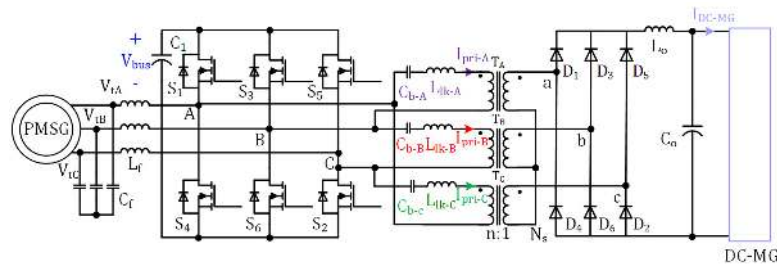 I_DC-MG
+
V_bus
-
C_1
S_1
S_3
S_5
I_pri-A
C_b-A
L_lk-A
T_A
a
D_1
D_3
D_5
L_o
V_tA
A
PMSG
V_tB
B
C_b-B
L_lk-B
I_pri-B
T_B
b
C_o
V_tC
L_f
C
C_f
C_b-c
L_lk-C
I_pri-C
T_C
c
S_4
S_6
S_2
n:1
N_s
D_4
D_6
D_2
DC-MG